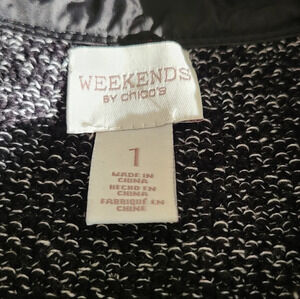 WEEKENDS
BY chico's
1
MADE IN
CHINA
HECHO EN
CHINA
FABRIQUÉ EN
CHINE